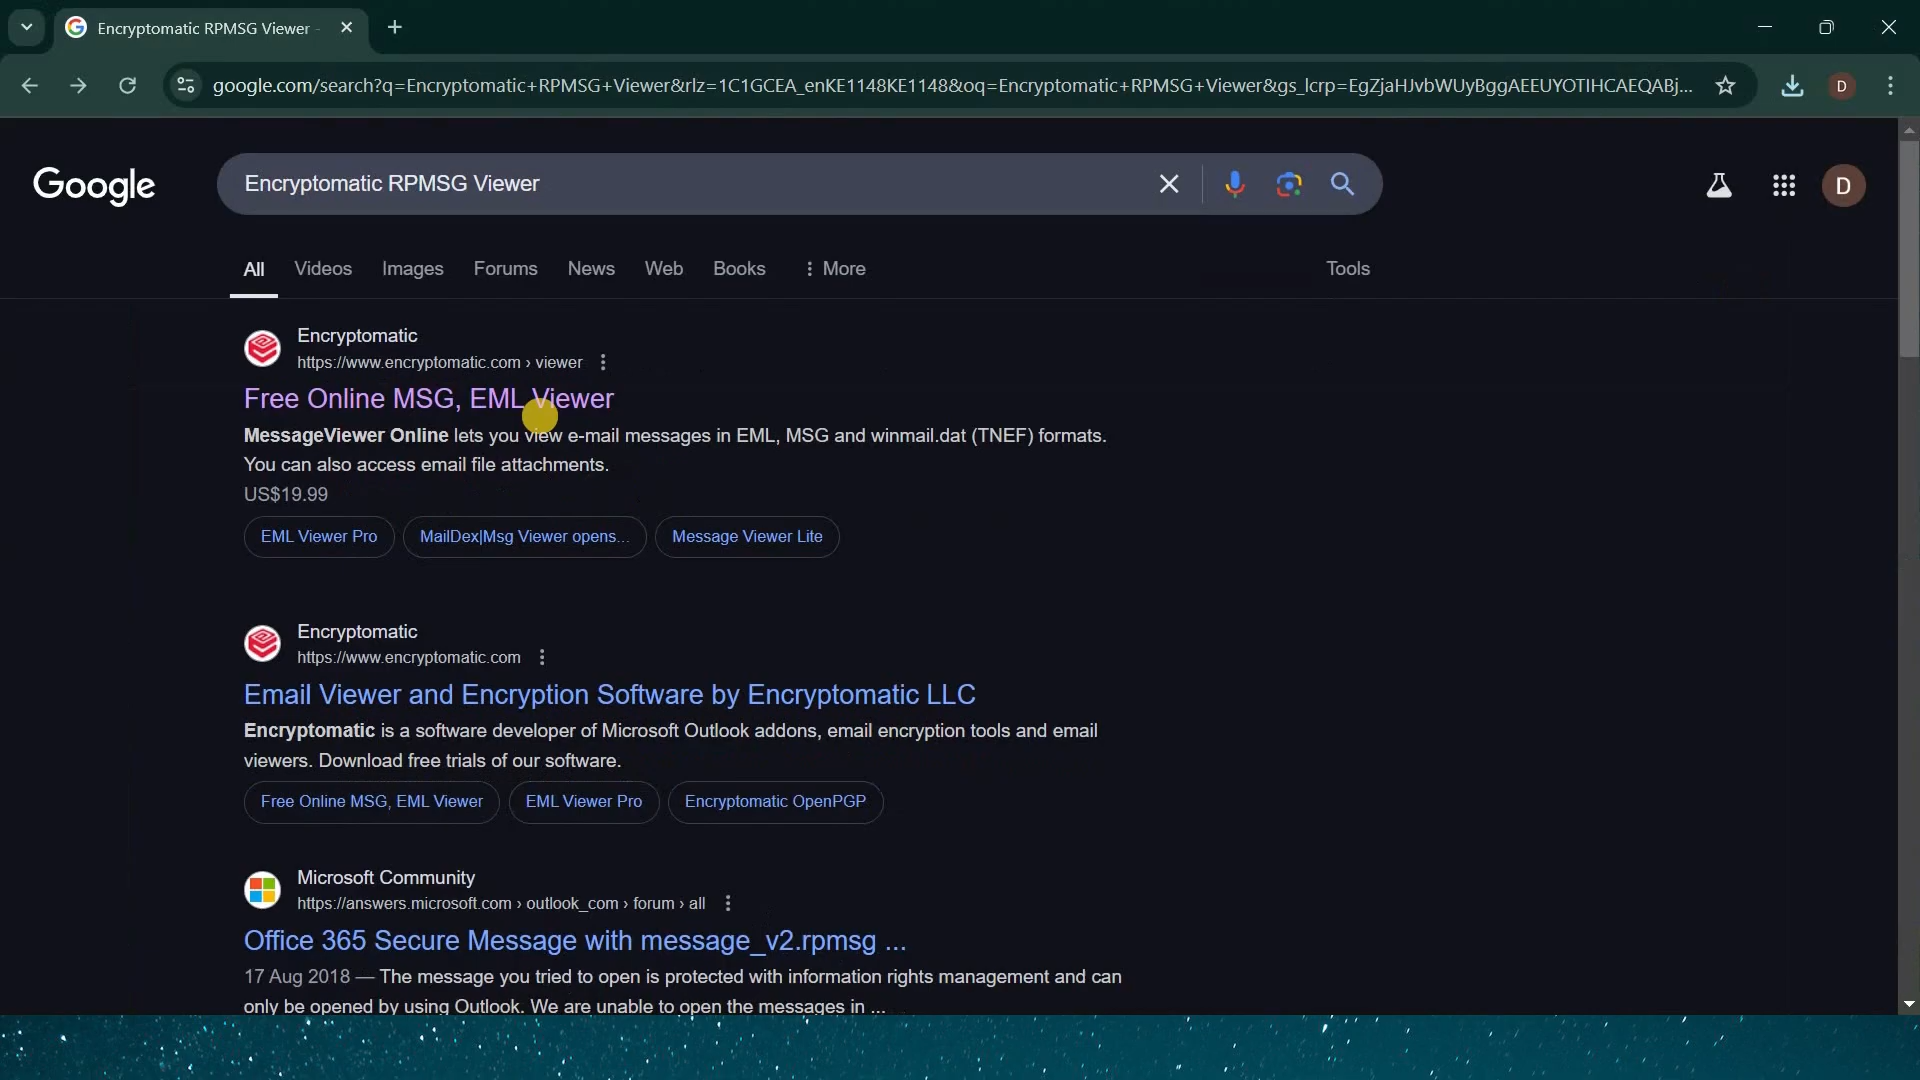 Encryptomatic RPMSG Viewer -
google.com/search?q=Encryptomatic+RPMSG+Viewer&rlz=1C1GCEA_enKE1148KE1148&oq=Encryptomatic+RPMSG+Viewer&gs_lcrp=EgZjaHJvbWUyBggAEEUYOTIHCAEQABj...
D
Google
Encryptomatic RPMSG Viewer
D
All
Videos
Images
Forums
News
Web
Books
More
Tools
Encryptomatic
https://www.encryptomatic.com › viewer
Free Online MSG, EML Viewer
MessageViewer Online lets you view e-mail messages in EML, MSG and winmail.dat (TNEF) formats.
You can also access email file attachments.
US$19.99
EML Viewer Pro
MailDex|Msg Viewer opens...
Message Viewer Lite
Encryptomatic
https://www.encryptomatic.com
Email Viewer and Encryption Software by Encryptomatic LLC
Encryptomatic is a software developer of Microsoft Outlook addons, email encryption tools and email
viewers. Download free trials of our software.
Free Online MSG, EML Viewer
EML Viewer Pro
Encryptomatic OpenPGP
Microsoft Community
https://answers.microsoft.com › outlook_com › forum › all
Office 365 Secure Message with message_v2.rpmsg ...
17 Aug 2018 — The message you tried to open is protected with information rights management and can
only be opened by using Outlook. We are unable to open the messages in ...